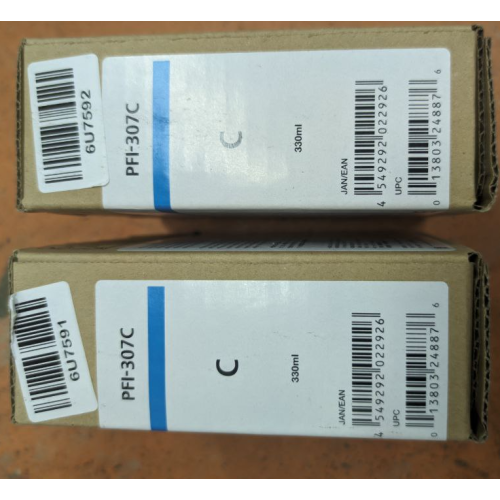 6U7592
PFI-307C
C
330ml
JAN/EAN
4 549292 022926
UPC
0 13803 24887 6
6U7591
PFI-307C
C
330ml
JAN/EAN
4 549292 022926
UPC
0 13803 24887 6